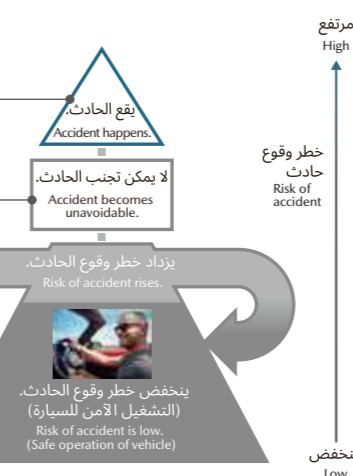 مرتفع
High
يقع الحادث.
Accident happens.
خطر وقوع
حادث
Risk of
accident
لا يمكن تجنب الحادث.
Accident becomes
unavoidable.
يزداد خطر وقوع الحادث.
Risk of accident rises.
ينخفض خطر وقوع الحادث.
(التشغيل الآمن للسيارة)
Risk of accident is low.
(Safe operation of vehicle)
Low